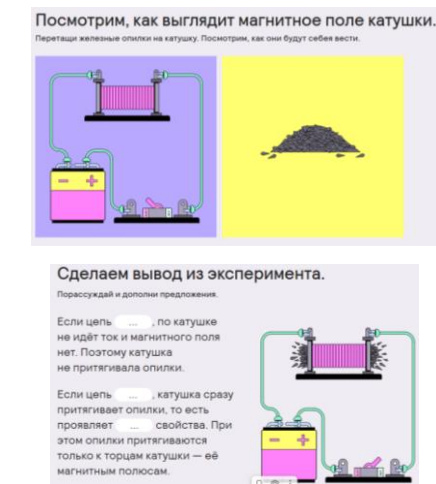 Посмотрим, как выглядит магнитное поле катушки.
Перетащи железные опилки на катушку. Посмотрим, как они будут себя вести.
− +
Сделаем вывод из эксперимента.
Порассуждай и дополни предложения.
Если цепь ... , по катушке
не идёт ток и магнитного поля
нет. Поэтому катушка
не притягивала опилки.
Если цепь ... , катушка сразу
притягивает опилки, то есть
проявляет ... свойства. При
этом опилки притягиваются
только к торцам катушки — её
магнитным полюсам.
− +